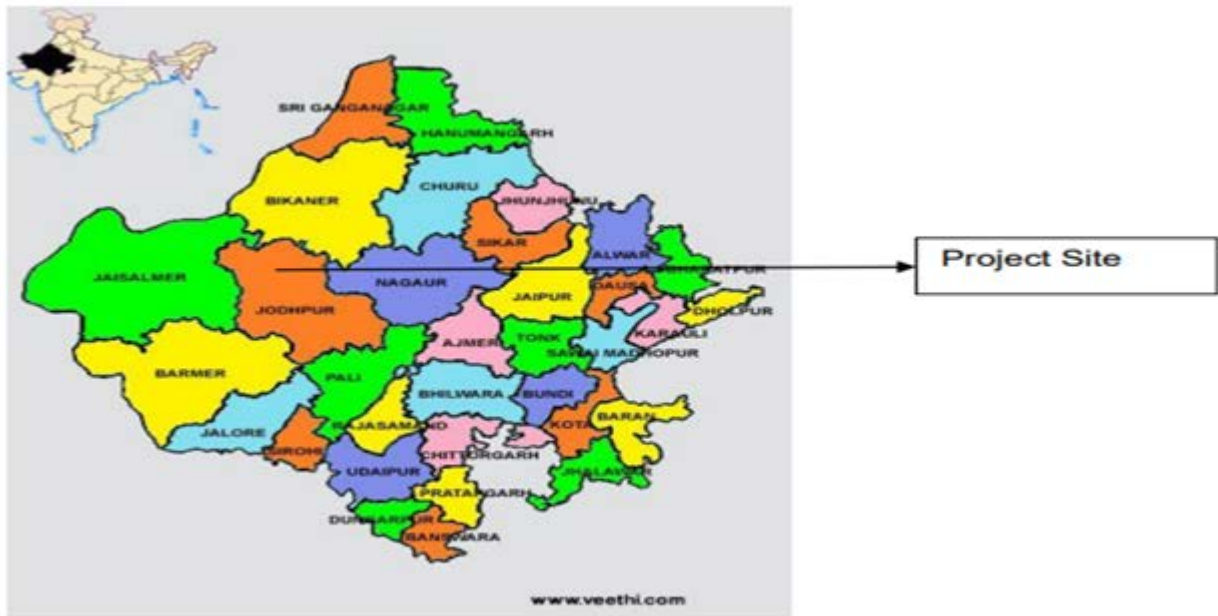 SRI GANGANAGAR
HANUMANGARH
BIKANER
CHURU
JHUNJHUNU
SIKAR
ALWAR
BHARATPUR
Project Site
JAISALMER
NAGAUR
JAIPUR
DAUSA
JODHPUR
DHOLPUR
KARAULI
AJMER
TONK
SAWAI MADHOPUR
BARMER
PALI
BHILWARA
BUNDI
BARAN
KOTA
RAJASAMAND
JALORE
SIROHI
CHITTORGARH
UDAIPUR
JHALAWAR
PRATAPGARH
DUNGARPUR
BANSWARA
www.veethi.com